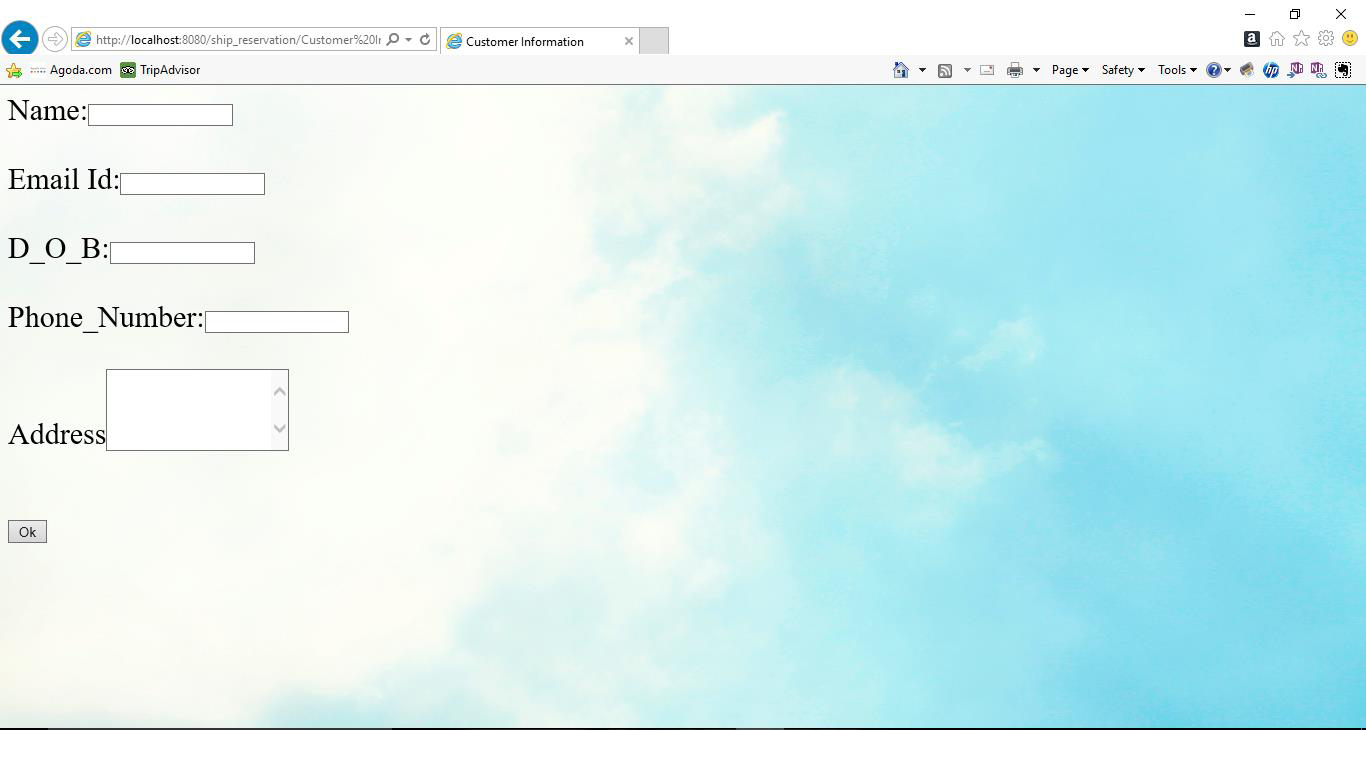 http://localhost:8080/ship_reservation/Customer%20Ir
Customer Information
Agoda.com TripAdvisor
Page Safety Tools
Name:
Email Id:
D_O_B:
Phone_Number:
Address
Ok